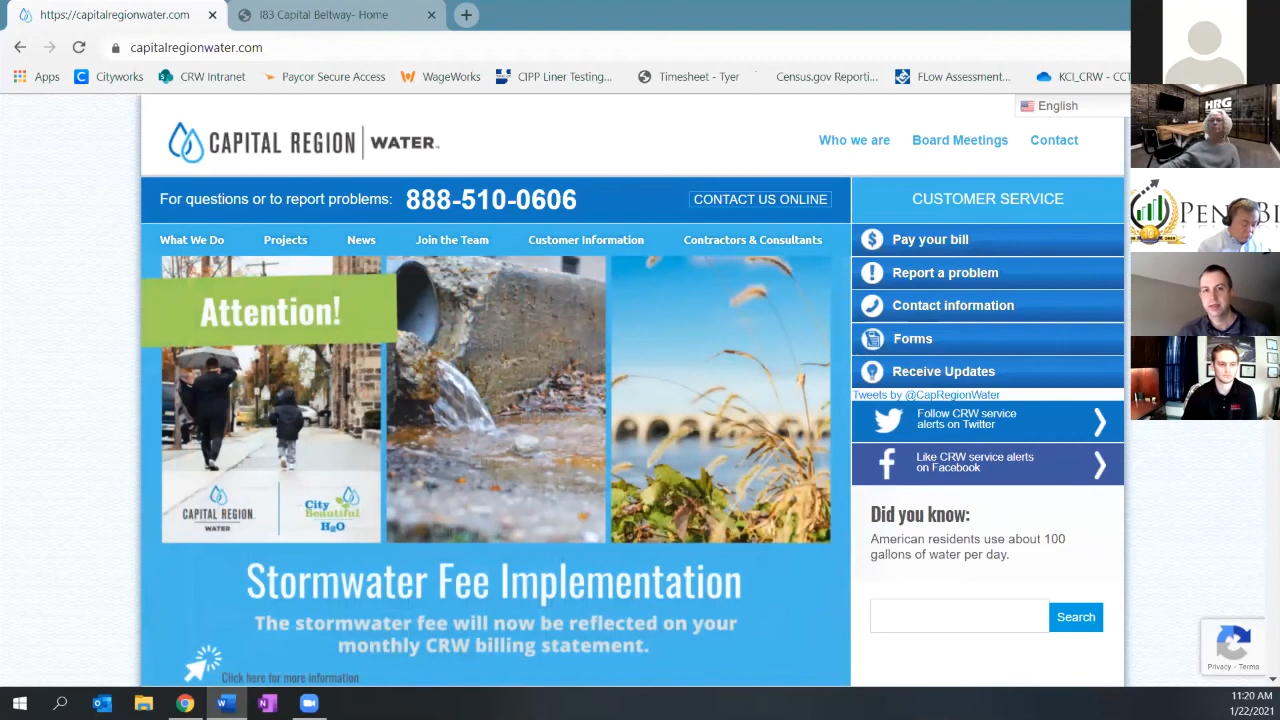 https://capitalregionwater.com
I83 Capital Beltway- Home
capitalregionwater.com
Apps
Cityworks
CRW Intranet
Paycor Secure Access
WageWorks
CIPP Liner Testing...
Timesheet - Tyer
Census.gov Reporti...
FLow Assessment...
KCI_CRW - CCT
English
CAPITAL REGION WATER
Who we are
Board Meetings
Contact
For questions or to report problems: 888-510-0606
CONTACT US ONLINE
CUSTOMER SERVICE
What We Do
Projects
News
Join the Team
Customer Information
Contractors & Consultants
Pay your bill
Report a problem
Contact information
Forms
Receive Updates
Tweets by @CapRegionWater
Follow CRW service
alerts on Twitter
Like CRW service alerts
on Facebook
Attention!
CAPITAL REGION
WATER
City
Beautiful
H2O
Stormwater Fee Implementation
The stormwater fee will now be reflected on your
monthly CRW billing statement.
Click here for more information
Did you know:
American residents use about 100
gallons of water per day.
Search
Privacy - Terms
HRG
11:20 AM
1/22/2021